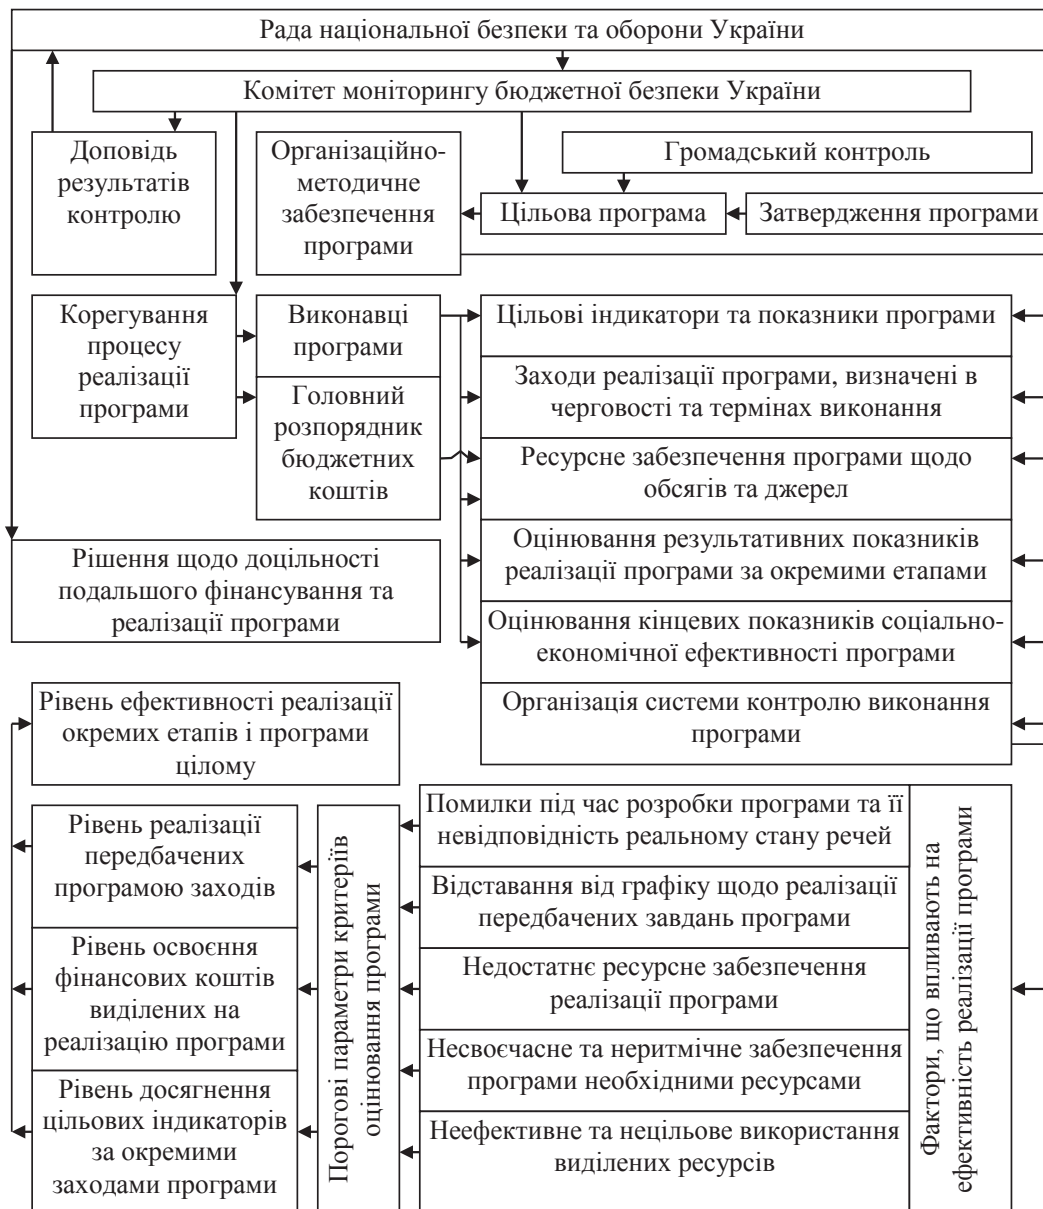 Рада національної безпеки та оборони України
Комітет моніторингу бюджетної безпеки України
Доповідь
результатів
контролю
Організаційно-
методичне
забезпечення
програми
Громадський контроль
Цільова програма
Затвердження програми
Корегування
процесу
реалізації
програми
Виконавці
програми
Головний
розпорядник
бюджетних
коштів
Цільові індикатори та показники програми
Заходи реалізації програми, визначені в
черговості та термінах виконання
Ресурсне забезпечення програми щодо
обсягів та джерел
Оцінювання результативних показників
реалізації програми за окремими етапами
Оцінювання кінцевих показників соціально-
економічної ефективності програми
Організація системи контролю виконання
програми
Рішення щодо доцільності
подальшого фінансування та
реалізації програми
Рівень ефективності реалізації
окремих етапів і програми
цілому
Рівень реалізації
передбачених
програмою заходів
Рівень освоєння
фінансових коштів
виділених на
реалізацію програми
Рівень досягнення
цільових індикаторів
за окремими
заходами програми
Порогові параметри критеріїв
оцінювання програми
Помилки під час розробки програми та її
невідповідність реальному стану речей
Відставання від графіку щодо реалізації
передбачених завдань програми
Недостатнє ресурсне забезпечення
реалізації програми
Несвоєчасне та неритмічне забезпечення
програми необхідними ресурсами
Неефективне та нецільове використання
виділених ресурсів
Фактори, що впливають на
ефективність реалізації програми